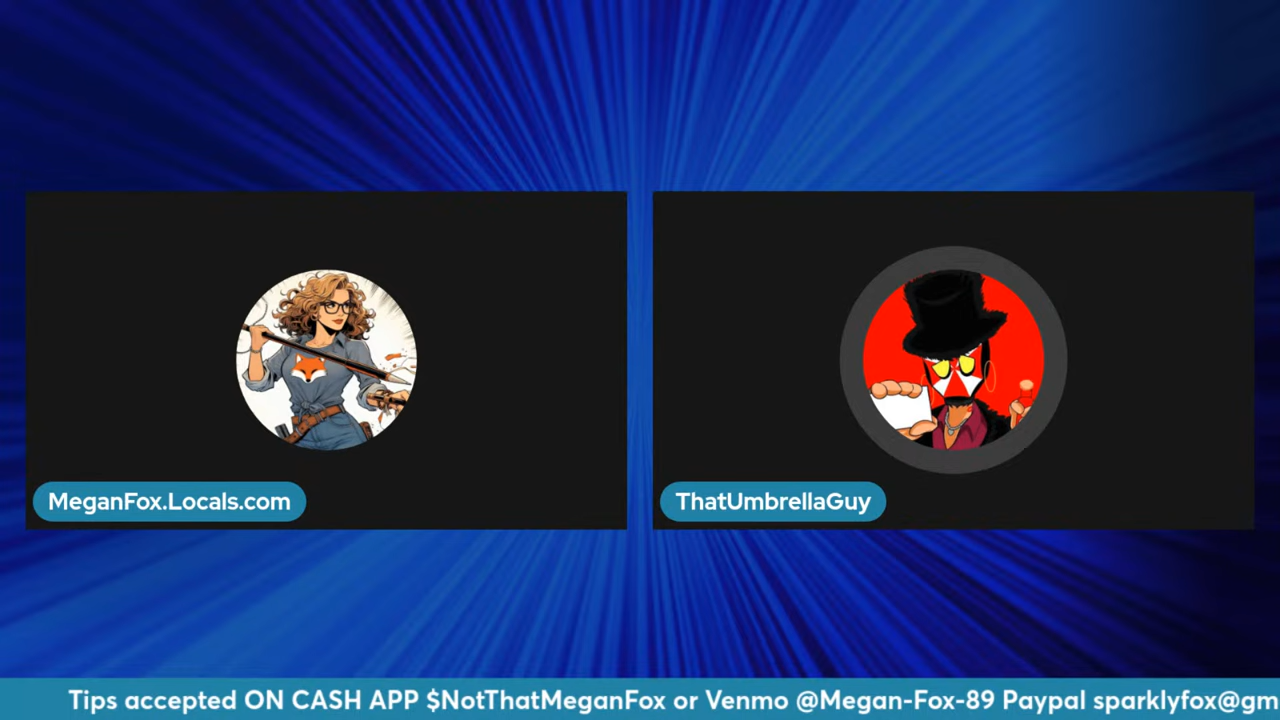 MeganFox.Locals.com
ThatUmbrellaGuy
Tips accepted ON CASH APP $NotThatMeganFox or Venmo @Megan-Fox-89 Paypal sparklyfox@gm